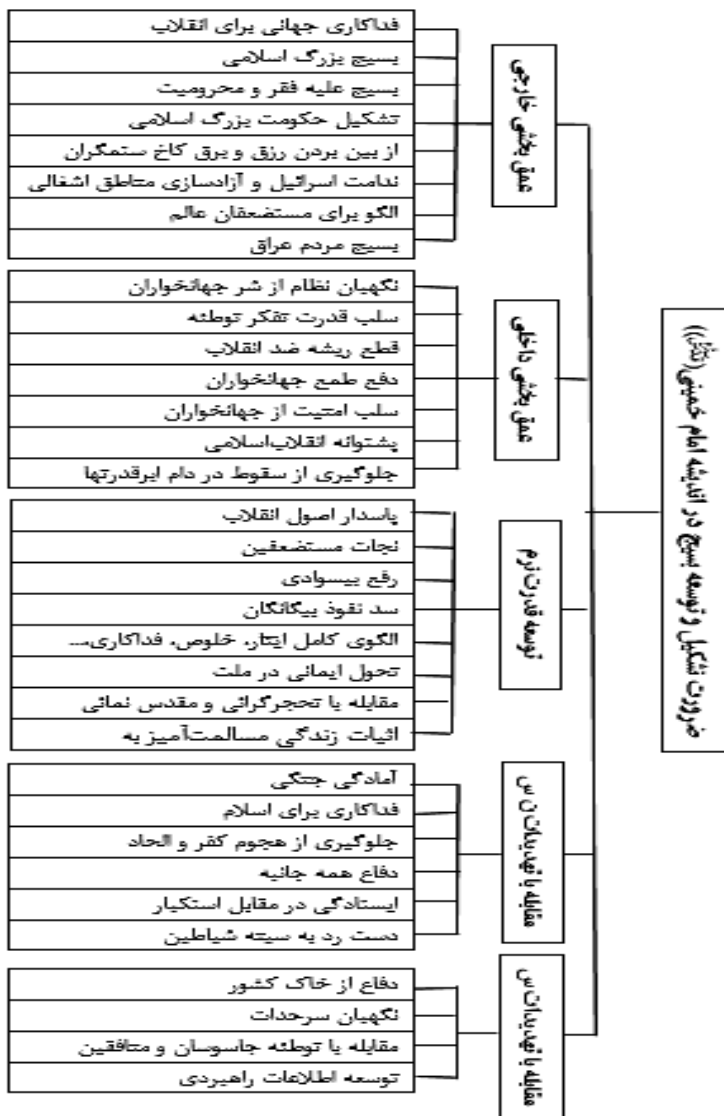 ضرورت تشکیل و توسعه بسیج در اندیشه امام خمینی((قدس))
عمق بخشی خارجی
فداکاری جهانی برای انقلاب
بسیج بزرگ اسلامی
بسیج علیه فقر و محرومیت
تشکیل حکومت بزرگ اسلامی
از بین بردن رزق و برق کاخ ستمگران
ندامت اسرائیل و آزادسازی مناطق اشغالی
الگو برای مستضعفان عالم
بسیج مردم عراق
عمق بخشی داخلی
نگهبان نظام از شر جهانخواران
سلب قدرت تفکر توطئه
قطع ریشه ضد انقلاب
دفع طمع جهانخواران
سلب امنیت از جهانخواران
پشتوانه انقلاب‌اسلامی
جلوگیری از سقوط در دام ابرقدرتها
توسعه قدرت نرم
پاسدار اصول انقلاب
نجات مستضعفین
رفع بیسوادی
سد نفوذ بیگانگان
الگوی کامل ایثار، خلوص، فداکاری،...
تحول ایمانی در ملت
مقابله با تحجرگرائی و مقدس نمائی
اثبات زندگی مسالمت‌آمیز به
مقابله با تهدیدات ن س
آمادگی جنگی
فداکاری برای اسلام
جلوگیری از هجوم کفر و الحاد
دفاع همه جانبه
ایستادگی در مقابل استکبار
دست رد به سینه شیاطین
مقابله با تهدیدات س
دفاع از خاک کشور
نگهبان سرحدات
مقابله با توطئه جاسوسان و منافقین
توسعه اطلاعات راهبردی